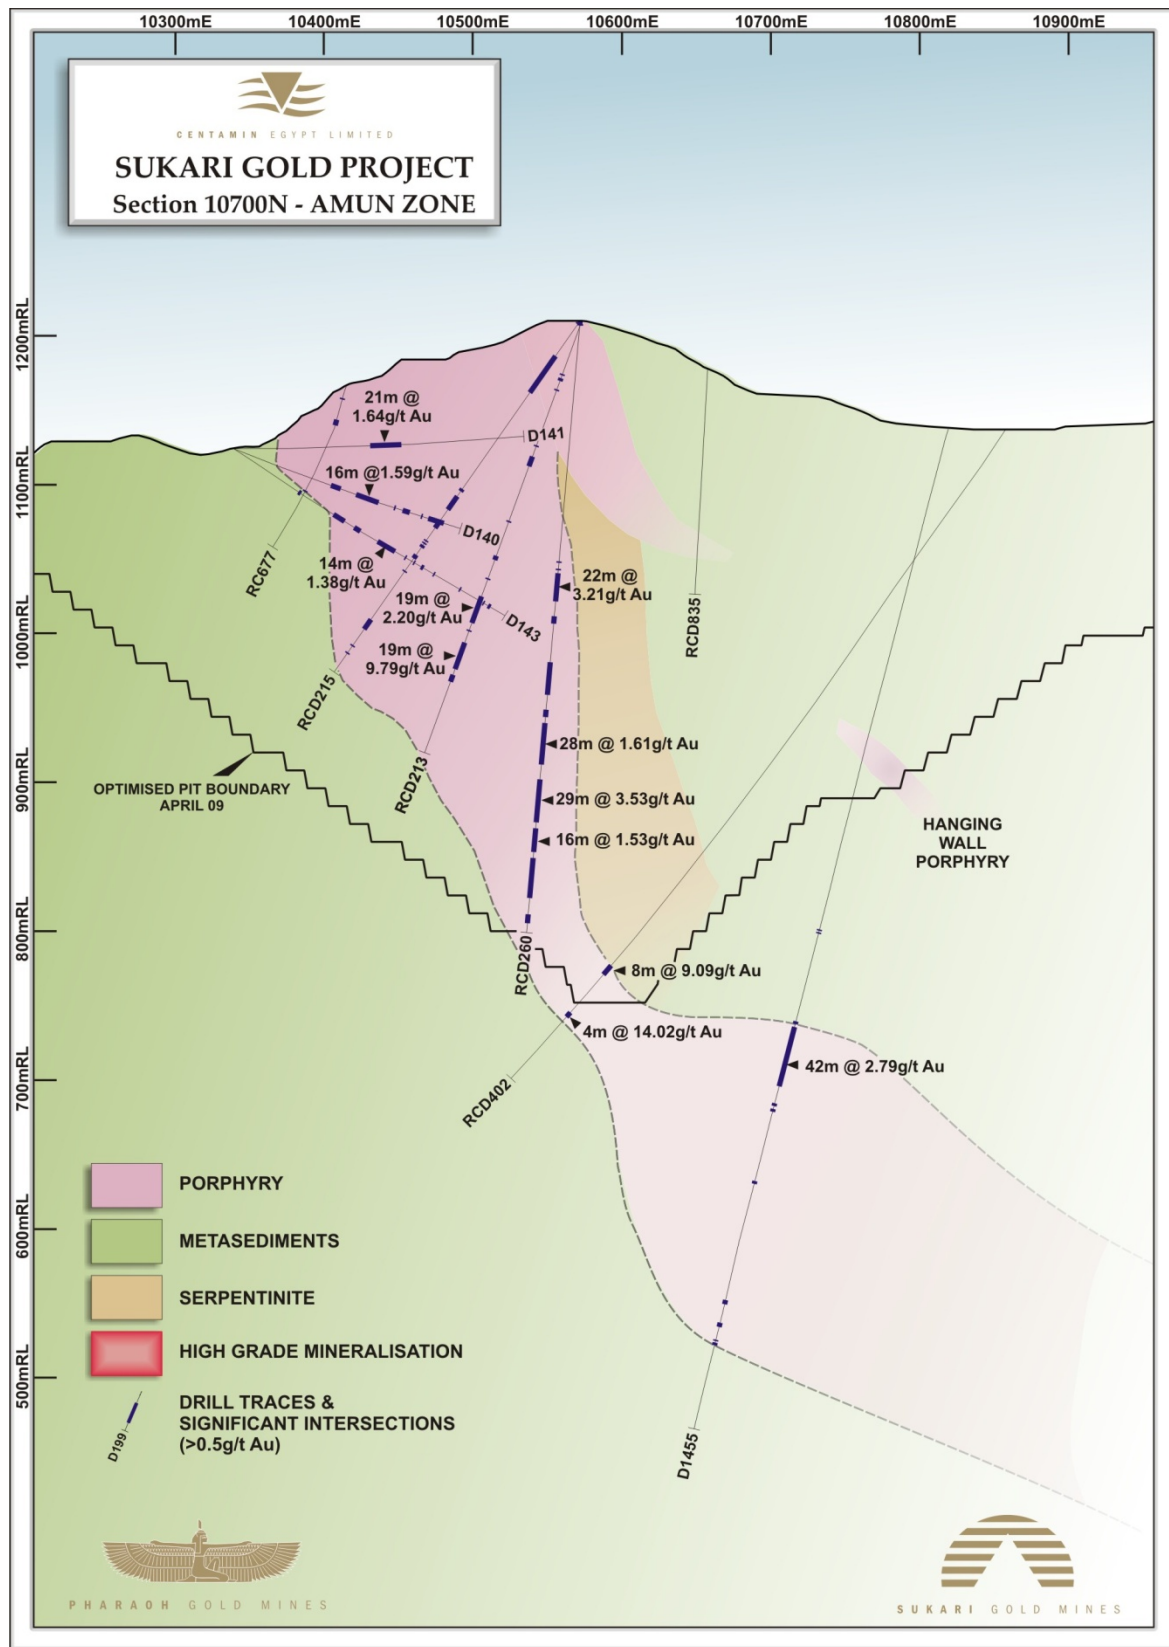 10300mE 10400mE 10500mE 10600mE 10700mE 10800mE 10900mE
CENTAMIN EGYPT LIMITED
SUKARI GOLD PROJECT
Section 10700N - AMUN ZONE
1200mRL
1100mRL
1000mRL
900mRL
800mRL
700mRL
600mRL
500mRL
21m @
1.64g/t Au
D141
16m @1.59g/t Au
D140
14m @
1.38g/t Au
D143
RC677
19m @
2.20g/t Au
19m @
9.79g/t Au
RCD215
RCD213
22m @
3.21g/t Au
RCD835
28m @ 1.61g/t Au
29m @ 3.53g/t Au
16m @ 1.53g/t Au
OPTIMISED PIT BOUNDARY
APRIL 09
HANGING
WALL
PORPHYRY
RCD260
8m @ 9.09g/t Au
4m @ 14.02g/t Au
42m @ 2.79g/t Au
RCD402
D1455
PORPHYRY
METASEDIMENTS
SERPENTINITE
HIGH GRADE MINERALISATION
D199
DRILL TRACES &
SIGNIFICANT INTERSECTIONS
(>0.5g/t Au)
PHARAOH GOLD MINES
SUKARI GOLD MINES